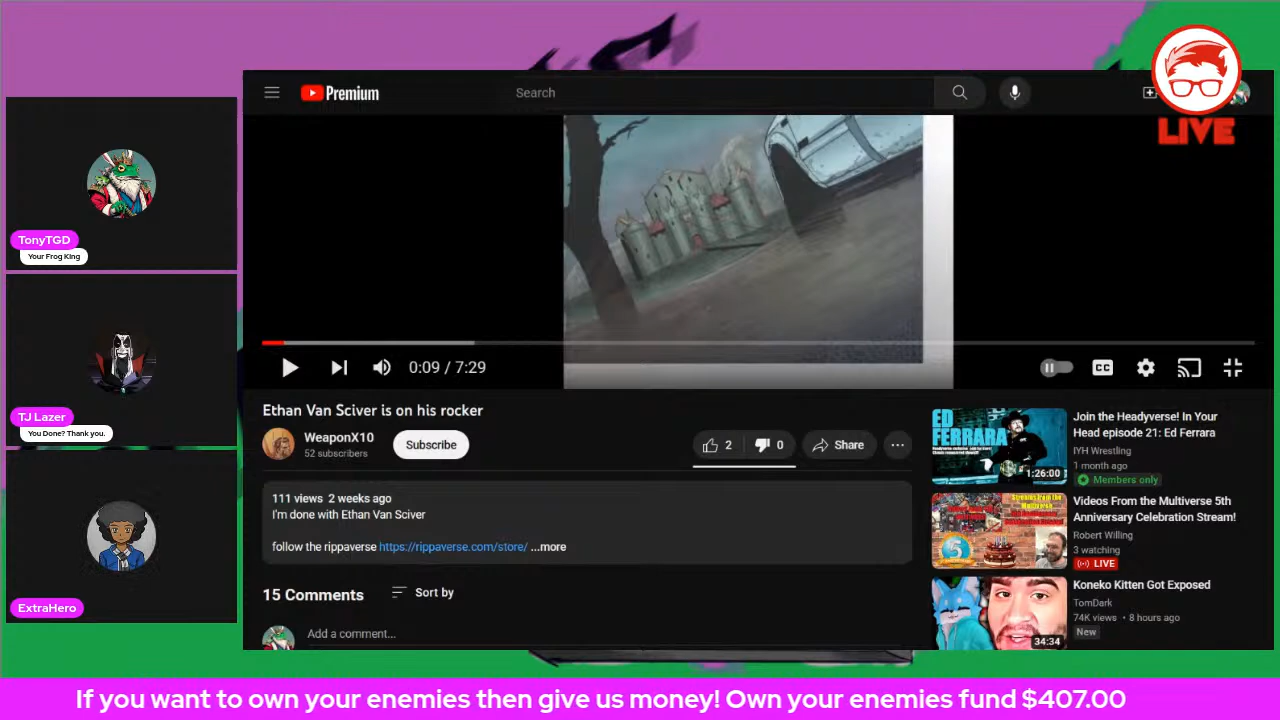 Premium
Search
LIVE
TonyTGD
Your Frog King
TJ Lazer
You Done? Thank you.
ExtraHero
0:09 / 7:29
CC
Ethan Van Sciver is on his rocker
WeaponX10
52 subscribers
Subscribe
2
0
Share
111 views 2 weeks ago
I'm done with Ethan Van Sciver
follow the rippaverse https://rippaverse.com/store/ ...more
15 Comments
Sort by
Add a comment...
ED
FERRARA
1:26:00
Join the Headyverse! In Your
Head episode 21: Ed Ferrara
IYH Wrestling
1 month ago
Members only
Videos From the Multiverse 5th
Anniversary Celebration Stream!
Robert Willing
3 watching
LIVE
34:34
Koneko Kitten Got Exposed
TomDark
74K views • 8 hours ago
New
If you want to own your enemies then give us money! Own your enemies fund $407.00